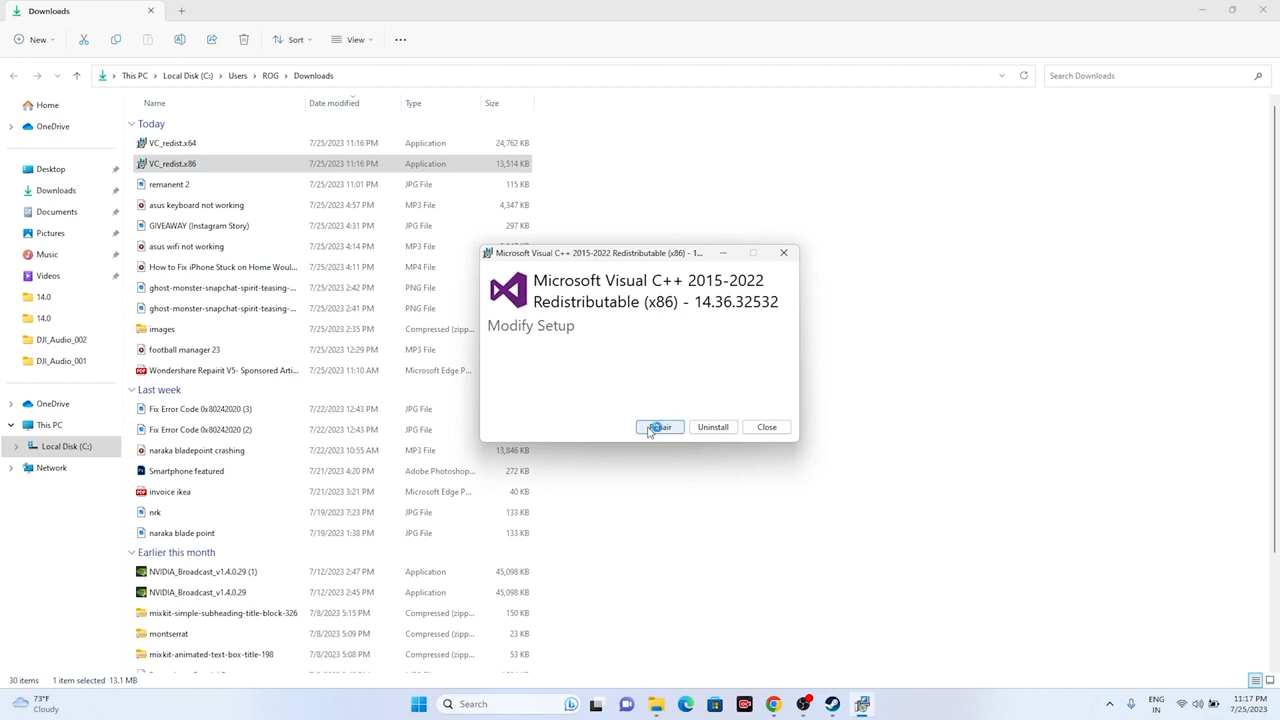 Downloads
New
Sort
View
This PC
Local Disk (C:)
Users
ROG
Downloads
Search Downloads
Name
Date modified
Type
Size
Home
OneDrive
Desktop
Downloads
Documents
Pictures
Music
Videos
14.0
14.0
DJI_Audio_002
DJI_Audio_001
OneDrive
This PC
Local Disk (C:)
Network
Today
VC_redist.x64 7/25/2023 11:16 PM Application 24,762 KB
VC_redist.x86 7/25/2023 11:16 PM Application 13,514 KB
remanent 2 7/25/2023 11:01 PM JPG File 115 KB
asus keyboard not working 7/25/2023 4:57 PM MP3 File 4,347 KB
GIVEAWAY (Instagram Story) 7/25/2023 4:31 PM JPG File 297 KB
asus wifi not working 7/25/2023 4:14 PM MP3 File
How to Fix iPhone Stuck on Home Woul... 7/25/2023 3:21 PM MP4 File
ghost-monster-snapchat-spirit-teasing-... 7/25/2023 2:42 PM PNG File
ghost-monster-snapchat-spirit-teasing-... 7/25/2023 2:41 PM PNG File
images 7/25/2023 2:35 PM Compressed (zipp...
football manager 23 7/25/2023 12:29 PM MP3 File
Wondershare Repairit V5- Sponsored Arti... 7/25/2023 11:10 AM Microsoft Edge P...
Last week
Fix Error Code 0x80242020 (3) 7/22/2023 12:43 PM JPG File
Fix Error Code 0x80242020 (2) 7/22/2023 12:43 PM JPG File
naraka bladepoint crashing 7/22/2023 10:55 AM MP3 File 13,846 KB
Smartphone featured 7/21/2023 4:20 PM Adobe Photoshop... 272 KB
invoice ikea 7/21/2023 3:21 PM Microsoft Edge P... 40 KB
nrk 7/19/2023 7:23 PM JPG File 133 KB
naraka blade point 7/19/2023 1:38 PM JPG File 133 KB
Earlier this month
NVIDIA_Broadcast_v1.4.0.29 (1) 7/12/2023 2:47 PM Application 45,098 KB
NVIDIA_Broadcast_v1.4.0.29 7/12/2023 2:45 PM Application 45,098 KB
mixkit-simple-subheading-title-block-326 7/8/2023 5:15 PM Compressed (zipp... 150 KB
montserrat 7/8/2023 5:09 PM Compressed (zipp... 23 KB
mixkit-animated-text-box-title-198 7/8/2023 5:08 PM Compressed (zipp... 53 KB
Microsoft Visual C++ 2015-2022 Redistributable (x86) - 1...
Microsoft Visual C++ 2015-2022
Redistributable (x86) - 14.36.32532
Modify Setup
Uninstall
Close
30 items 1 item selected 13.1 MB
73°F
Cloudy
Search
ENG
IN
11:17 PM
7/25/2023